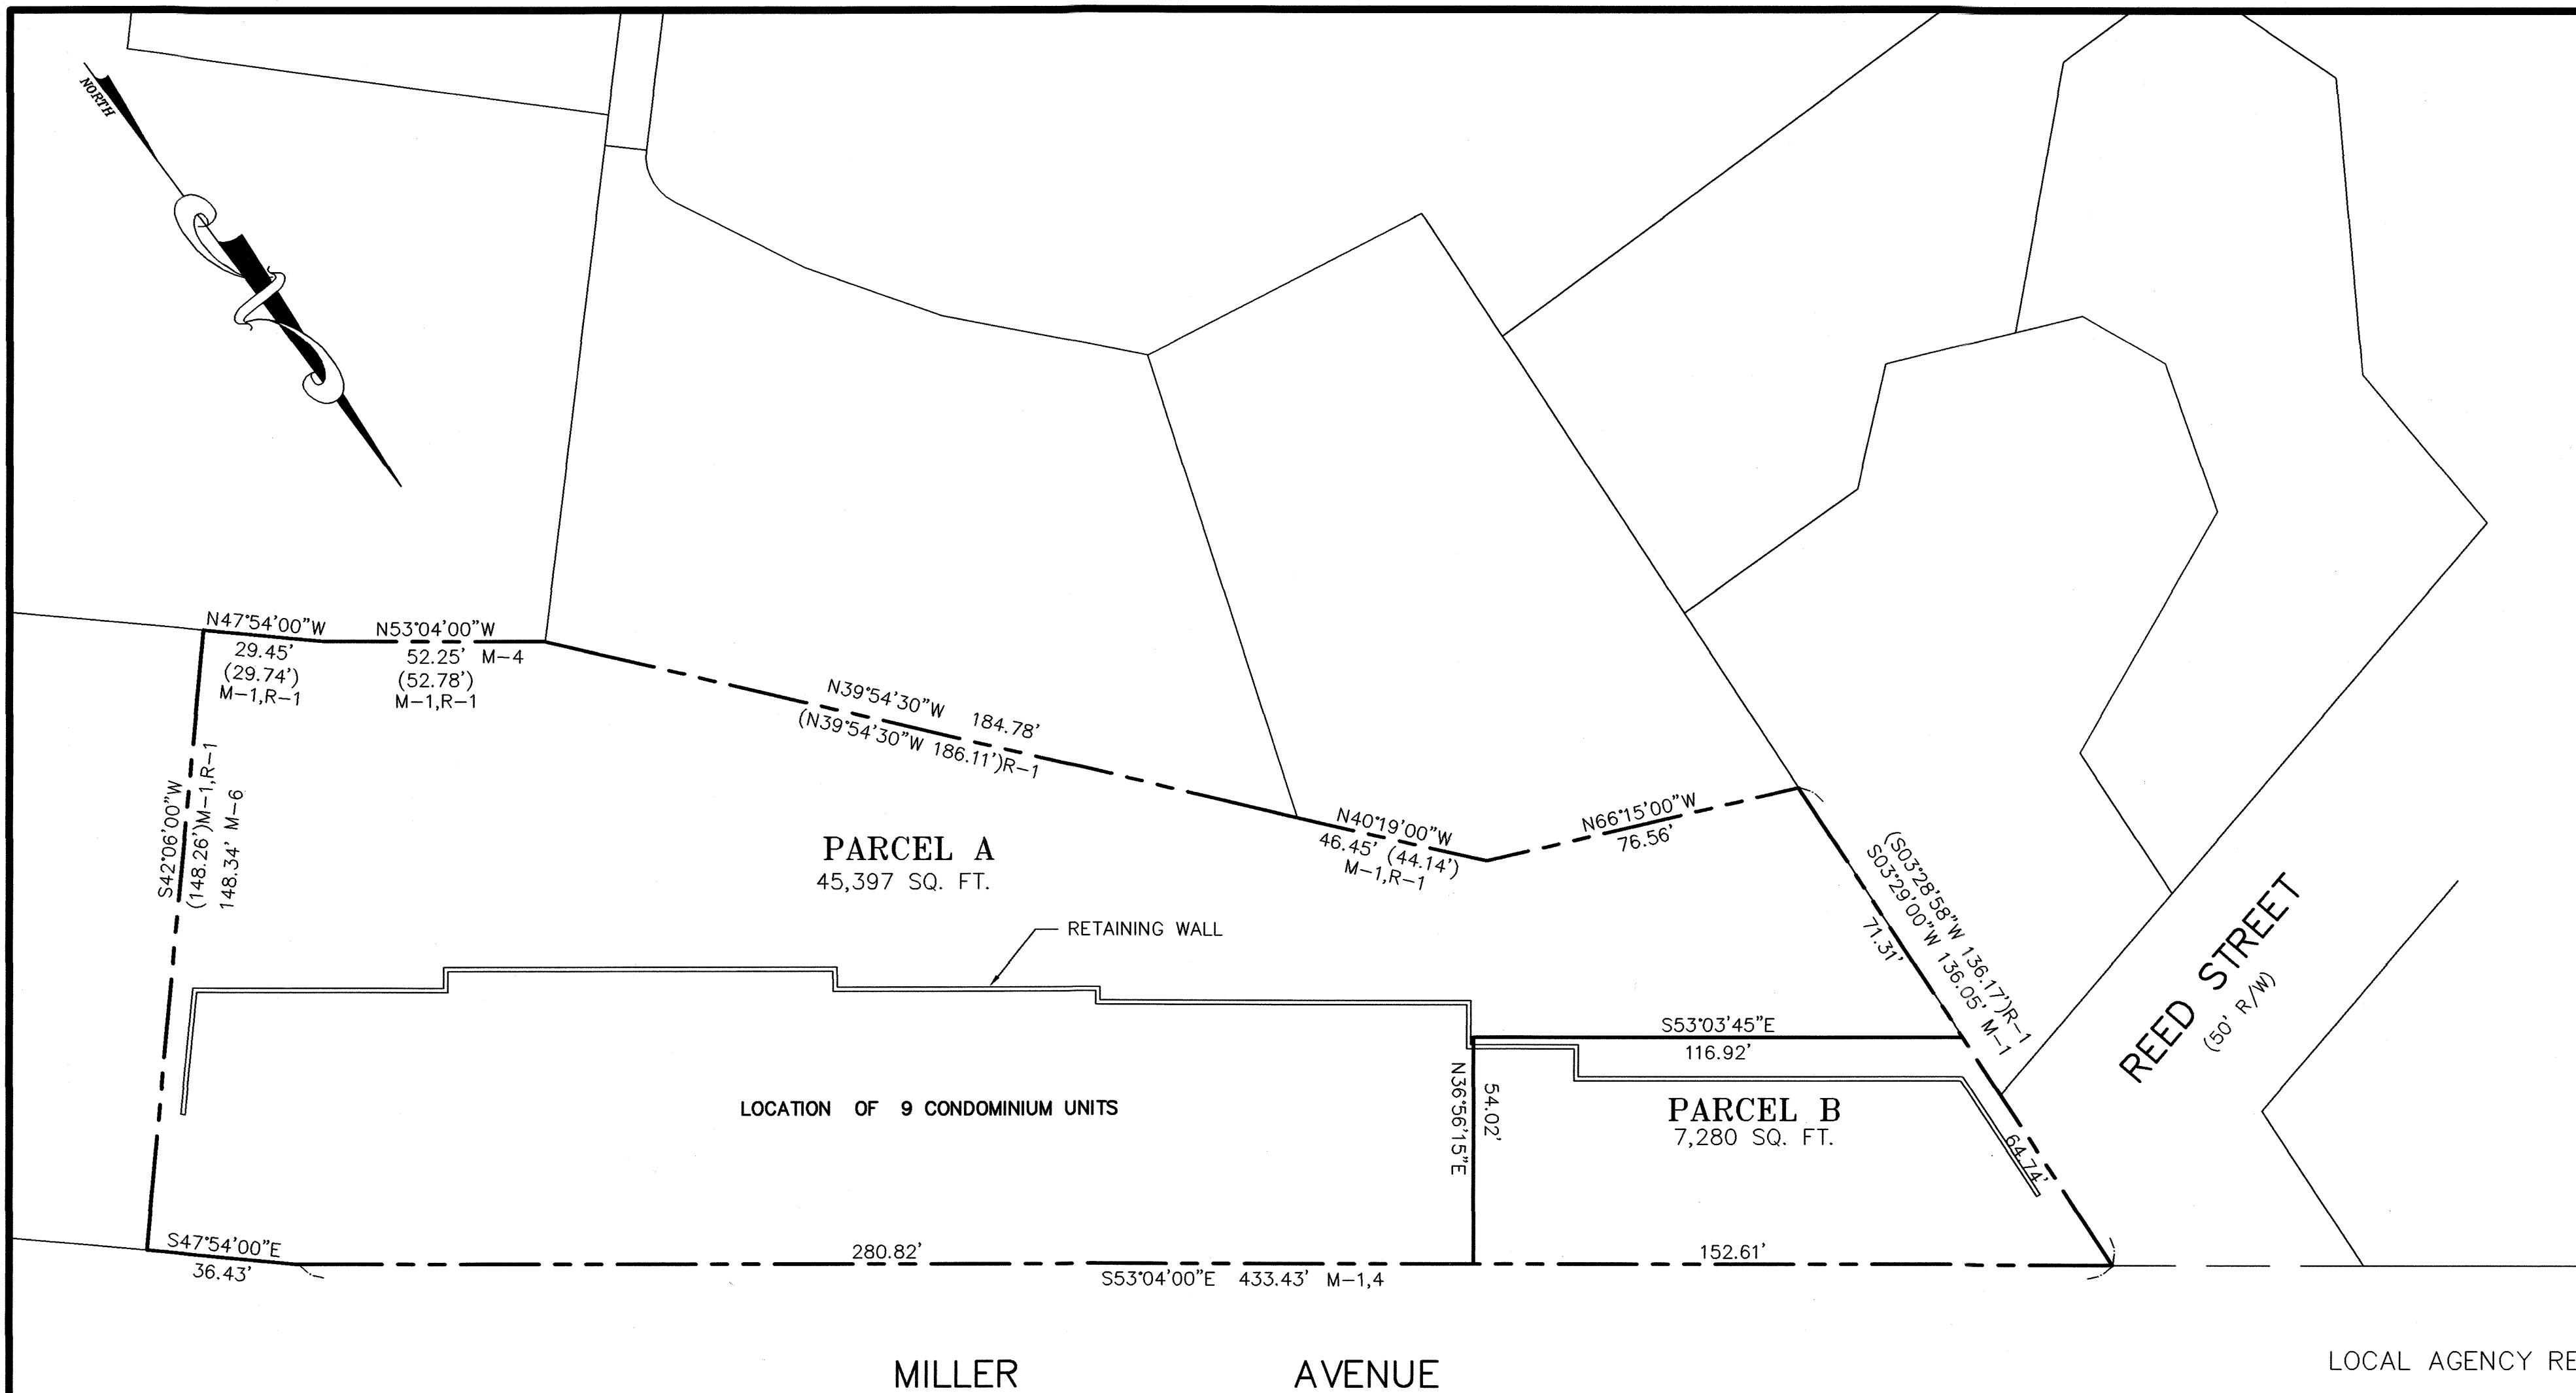 NORTH
N47°54'00"W
29.45'
(29.74')
M-1,R-1
N53°04'00"W
52.25' M-4
(52.78')
M-1,R-1
N39°54'30"W 184.78'
(N39°54'30"W 186.11')R-1
N40°19'00"W
46.45' (44.14')
M-1,R-1
N66°15'00"W
76.56'
(S03°28'58"W 136.17')R-1
S03°29'00"W 136.05' M-1
71.31'
S42°06'00"W
(148.26')M-1,R-1
148.34' M-6
PARCEL A
45,397 SQ. FT.
RETAINING WALL
REED STREET
(50' R/W)
S53°03'45"E
116.92'
N36°56'15"E
54.02'
LOCATION OF 9 CONDOMINIUM UNITS
PARCEL B
7,280 SQ. FT.
64.74'
S47°54'00"E
36.43'
280.82'
152.61'
S53°04'00"E 433.43' M-1,4
MILLER AVENUE
LOCAL AGENCY RE